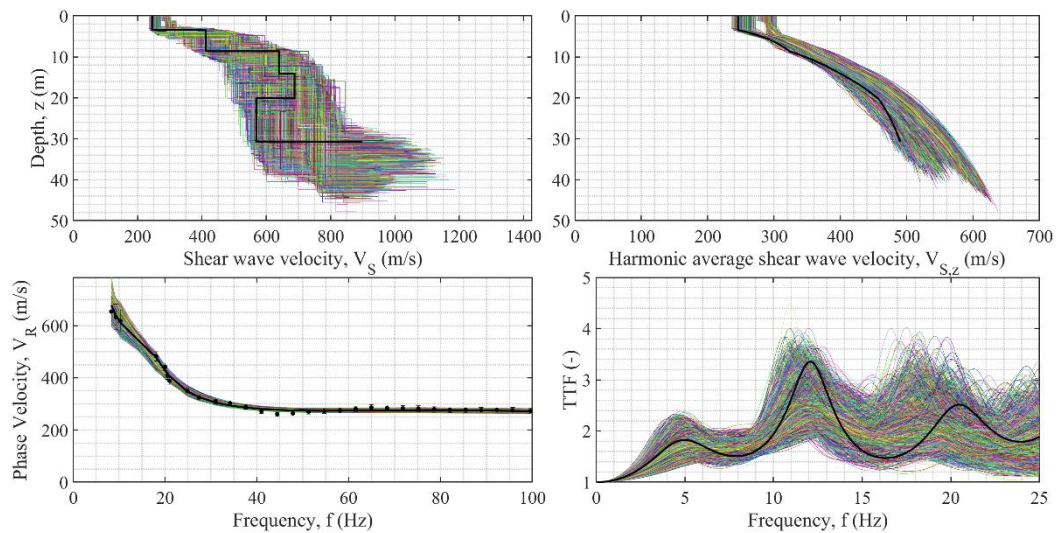 0
10
20
30
40
50
Depth, z (m)
0 200 400 600 800 1000 1200 1400
Shear wave velocity, V_S (m/s)
0
10
20
30
40
50
0 100 200 300 400 500 600 700
Harmonic average shear wave velocity, V_S,z (m/s)
600
400
200
0
Phase Velocity, V_R (m/s)
0 20 40 60 80 100
Frequency, f (Hz)
5
4
3
2
1
TTF (-)
0 5 10 15 20 25
Frequency, f (Hz)